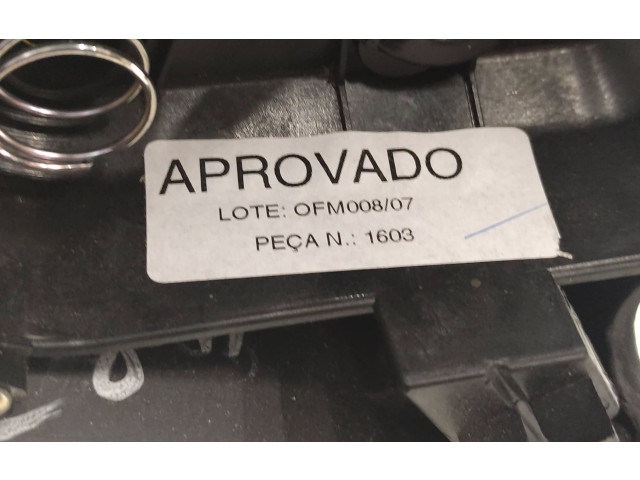 APROVADO
LOTE: OFM008/07
PEÇA N.: 1603